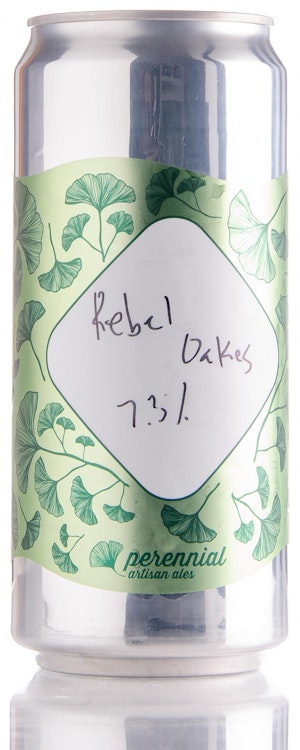 Rebel
Oakes
7.3%
perennial
artisan ales